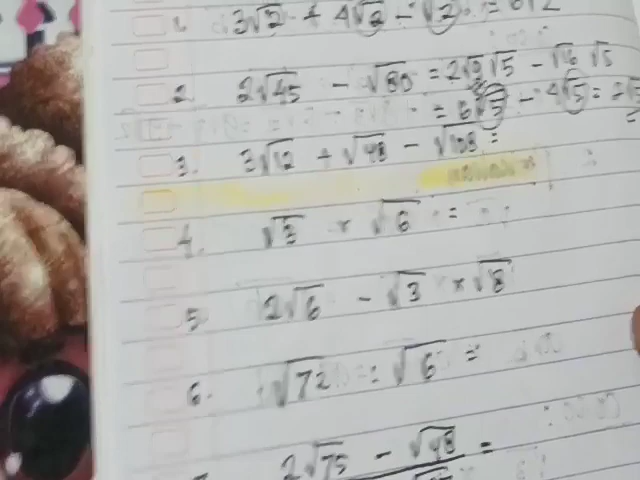 1. 3√2 + 4√2 - √2 = 6√2
2. 2√45 - √80 = 2√9 √5 - √16 √5
= 6√5 - 4√5 = 2√5
3. 3√12 + √48 - √108 =
4. √3 × √6 =
5. 2√6 - √3 × √8
6. √72 : √6 =
2√75 - √48 =